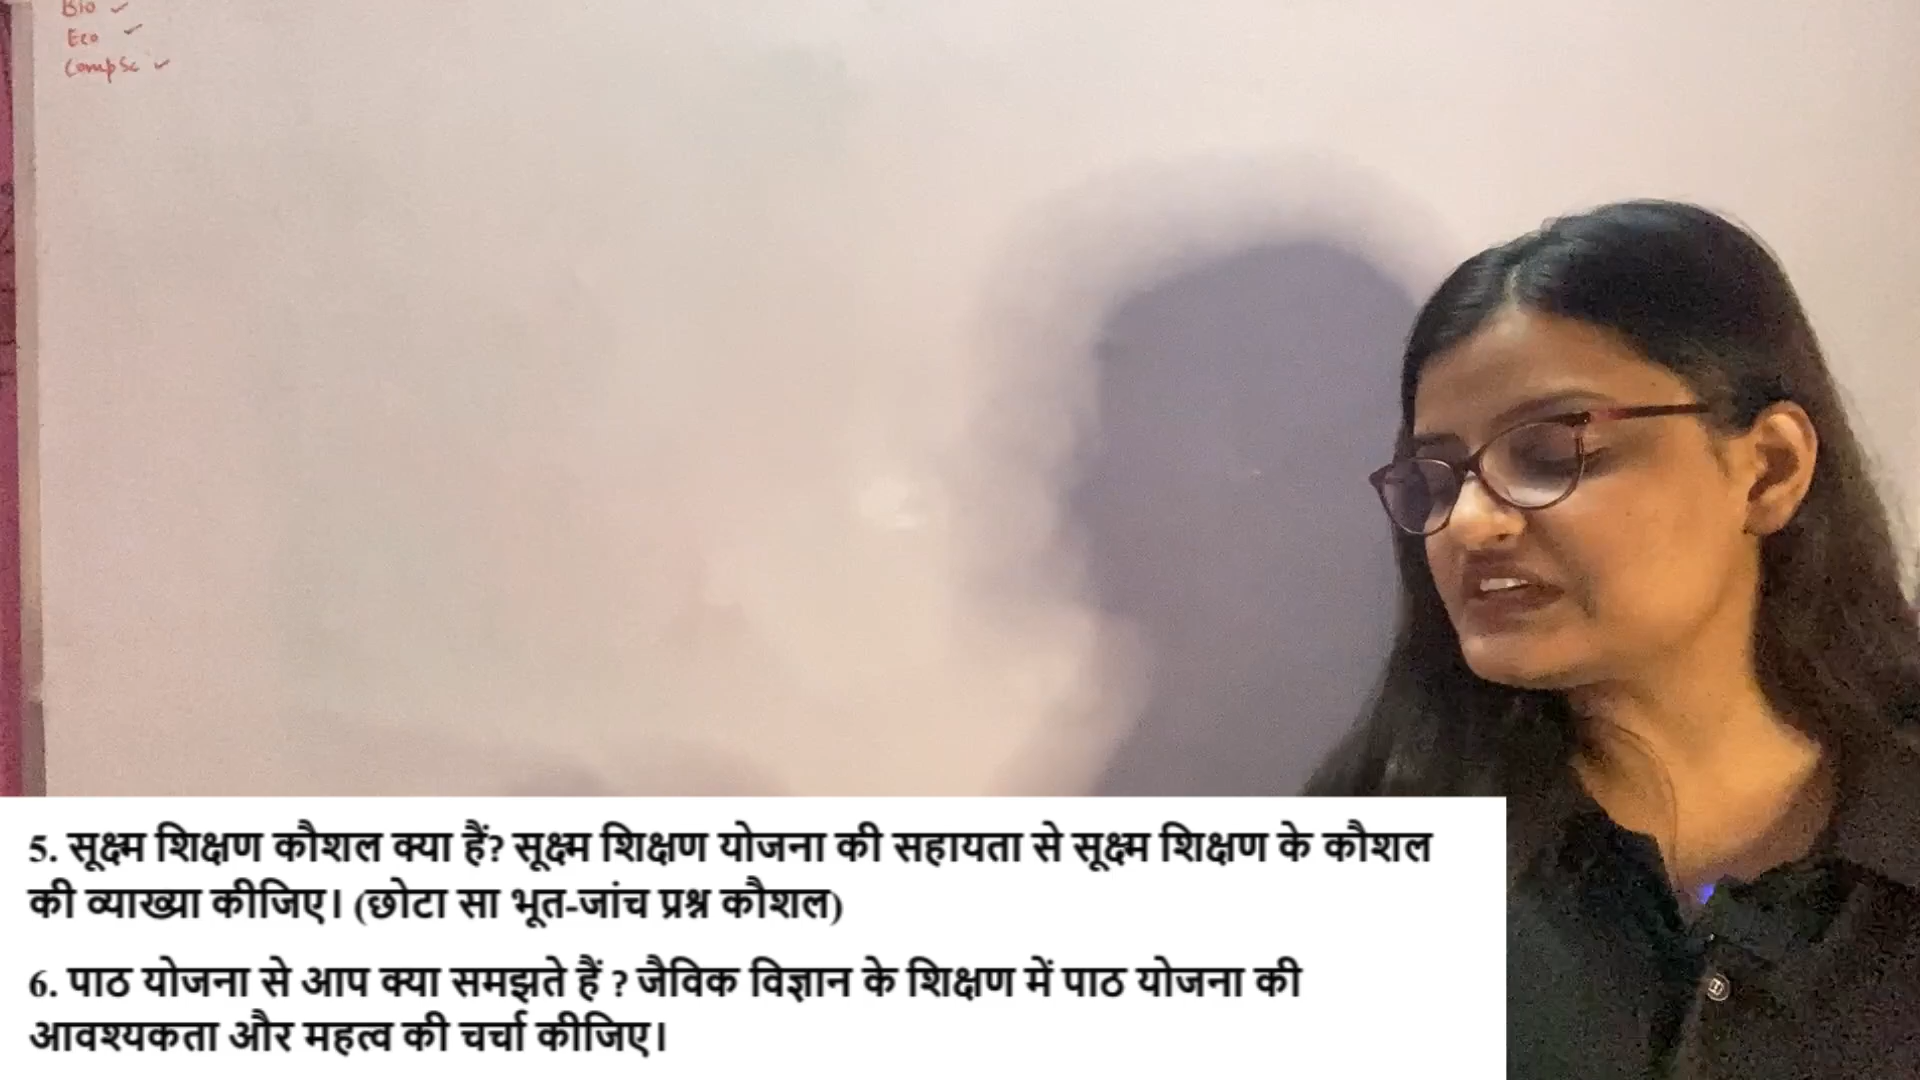 Bio ✓
Eco ✓
CompSc ✓
5. सूक्ष्म शिक्षण कौशल क्या हैं? सूक्ष्म शिक्षण योजना की सहायता से सूक्ष्म शिक्षण के कौशल
की व्याख्या कीजिए। (छोटा सा भूत-जांच प्रश्न कौशल)
6. पाठ योजना से आप क्या समझते हैं ? जैविक विज्ञान के शिक्षण में पाठ योजना की
आवश्यकता और महत्व की चर्चा कीजिए।